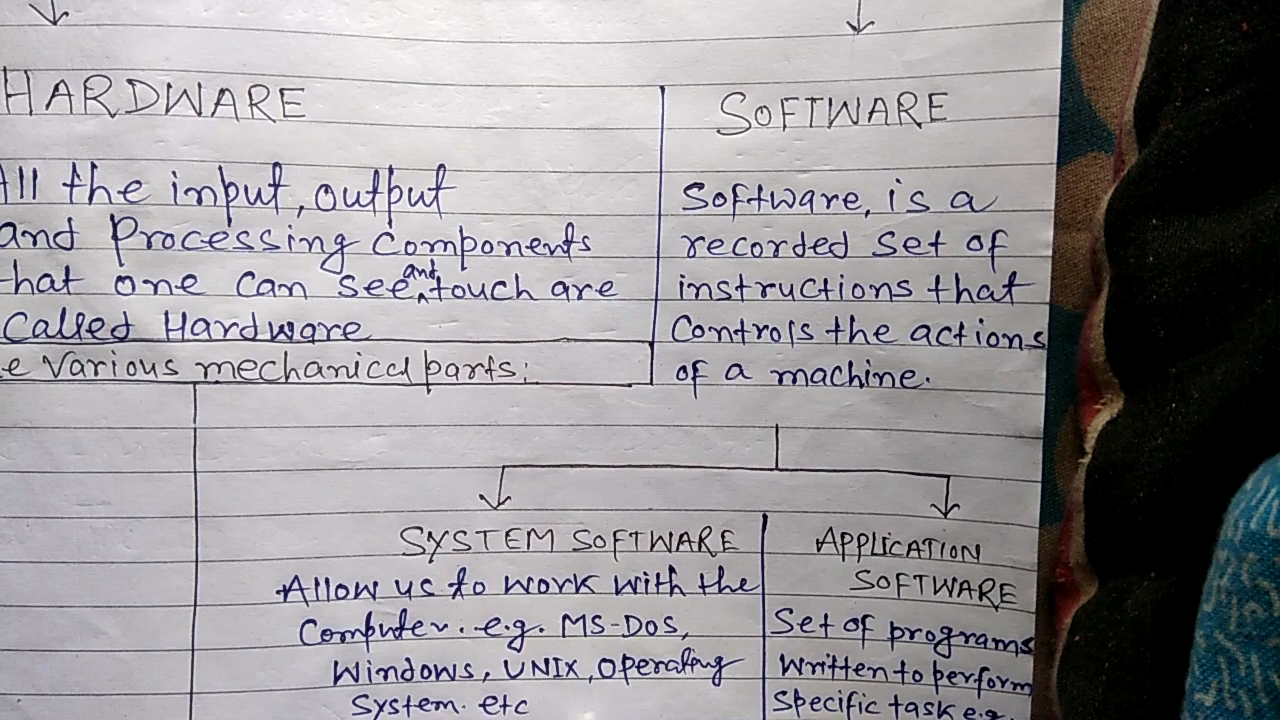 HARDWARE
All the input, output
and Processing Components
that one can see and touch are
Called Hardware
e Various mechanical parts:
SOFTWARE
Software, is a
recorded set of
instructions that
Controls the actions
of a machine.
SYSTEM SOFTWARE
Allow us to work with the
Computer. e.g. MS-DOS,
Windows, UNIX, Operating
System. etc
APPLICATION
SOFTWARE
Set of programs
Written to perform
Specific task e.g.